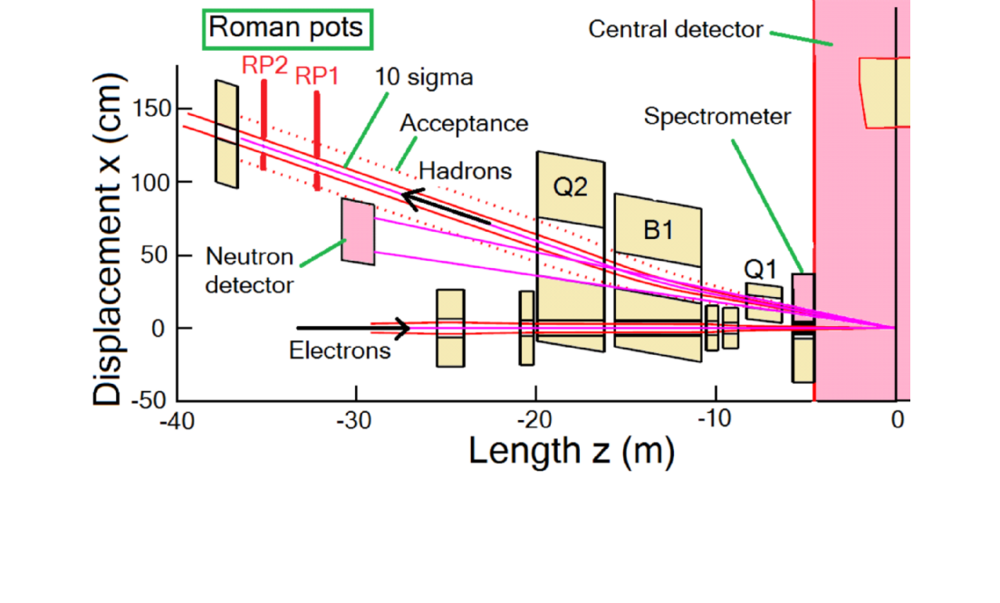 Roman pots
Central detector
RP2
RP1
10 sigma
Acceptance
Spectrometer
Hadrons
Q2
B1
Q1
Neutron
detector
Electrons
Displacement x (cm)
150
100
50
0
-50
-40
-30
-20
-10
0
Length z (m)